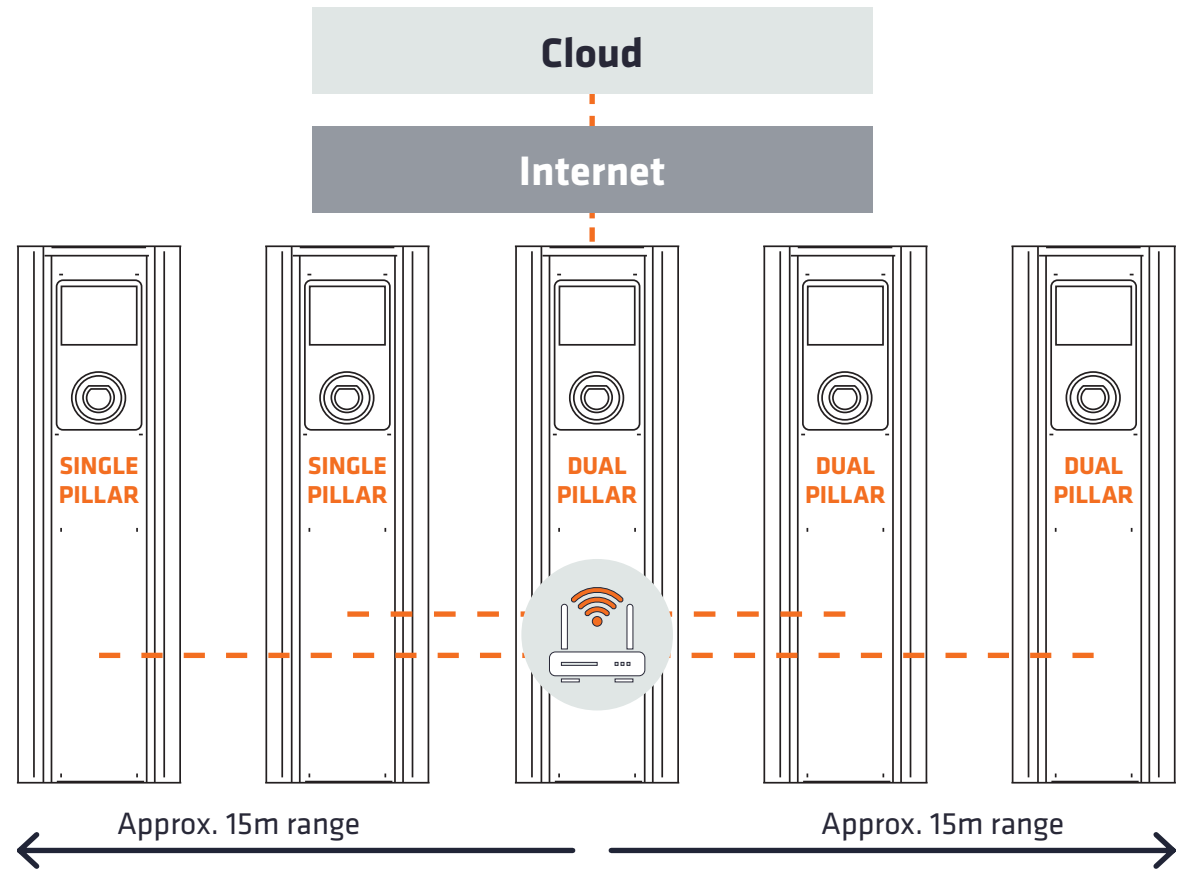 Cloud
Internet
SINGLE
PILLAR
SINGLE
PILLAR
DUAL
PILLAR
DUAL
PILLAR
DUAL
PILLAR
Approx. 15m range
Approx. 15m range